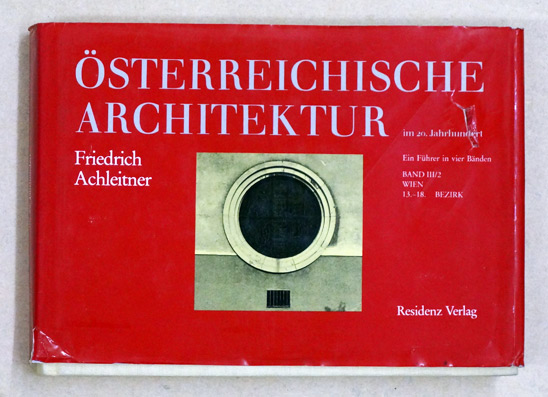 ÖSTERREICHISCHE
ARCHITEKTUR im 20. Jahrhundert
Friedrich
Achleitner
Ein Führer in vier Bänden
BAND III/2
WIEN
13.–18. BEZIRK
Residenz Verlag